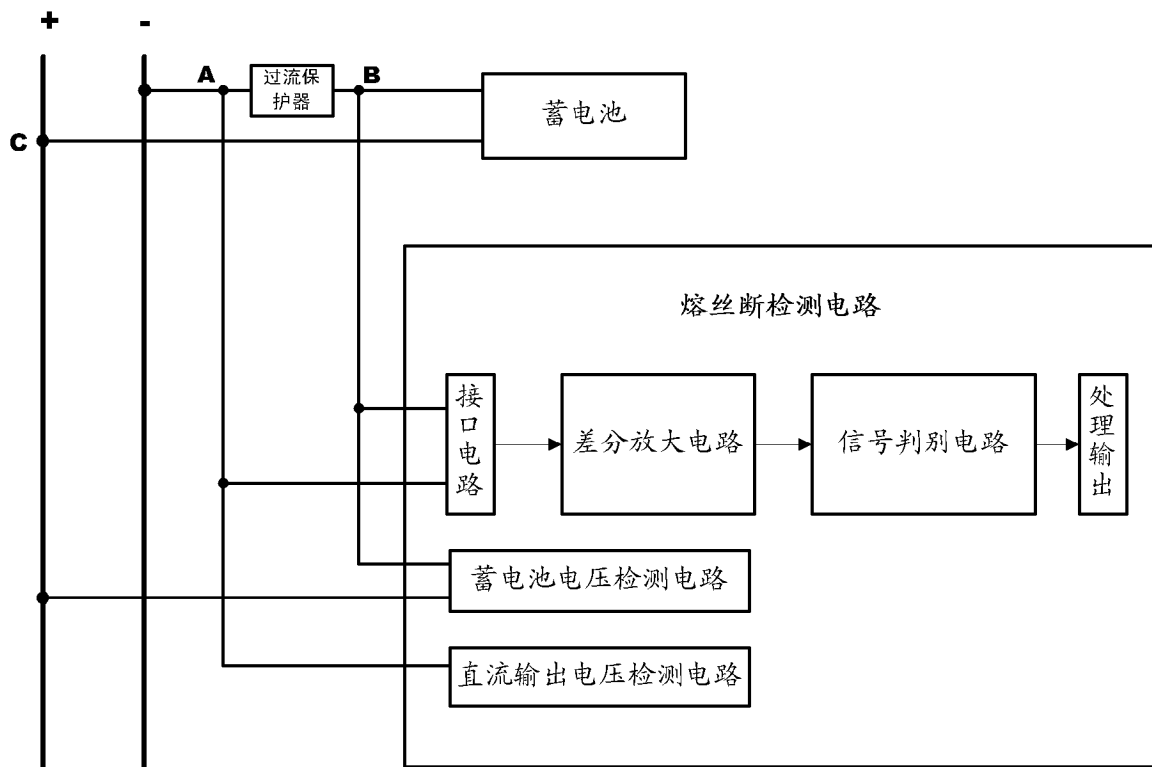 + -
A
过流保
护器
B
蓄电池
C
熔丝断检测电路
接口电路
差分放大电路
信号判别电路
处理输出
蓄电池电压检测电路
直流输出电压检测电路